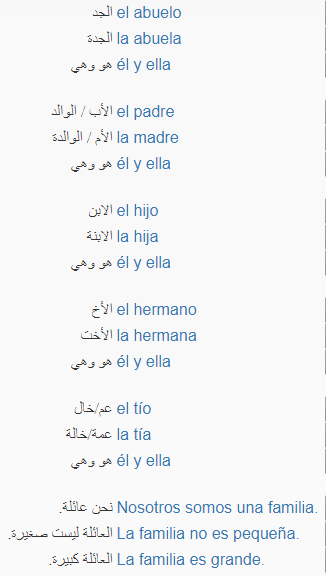 الجد el abuelo
الجدة la abuela
هو وهي él y ella
الأب / الوالد el padre
الأم / الوالدة la madre
هو وهي él y ella
الابن el hijo
الابنة la hija
هو وهي él y ella
الأخ el hermano
الأخت la hermana
هو وهي él y ella
عم/خال el tío
عمة/خالة la tía
هو وهي él y ella
نحن عائلة. Nosotros somos una familia.
العائلة ليست صغيرة. La familia no es pequeña.
العائلة كبيرة. La familia es grande.